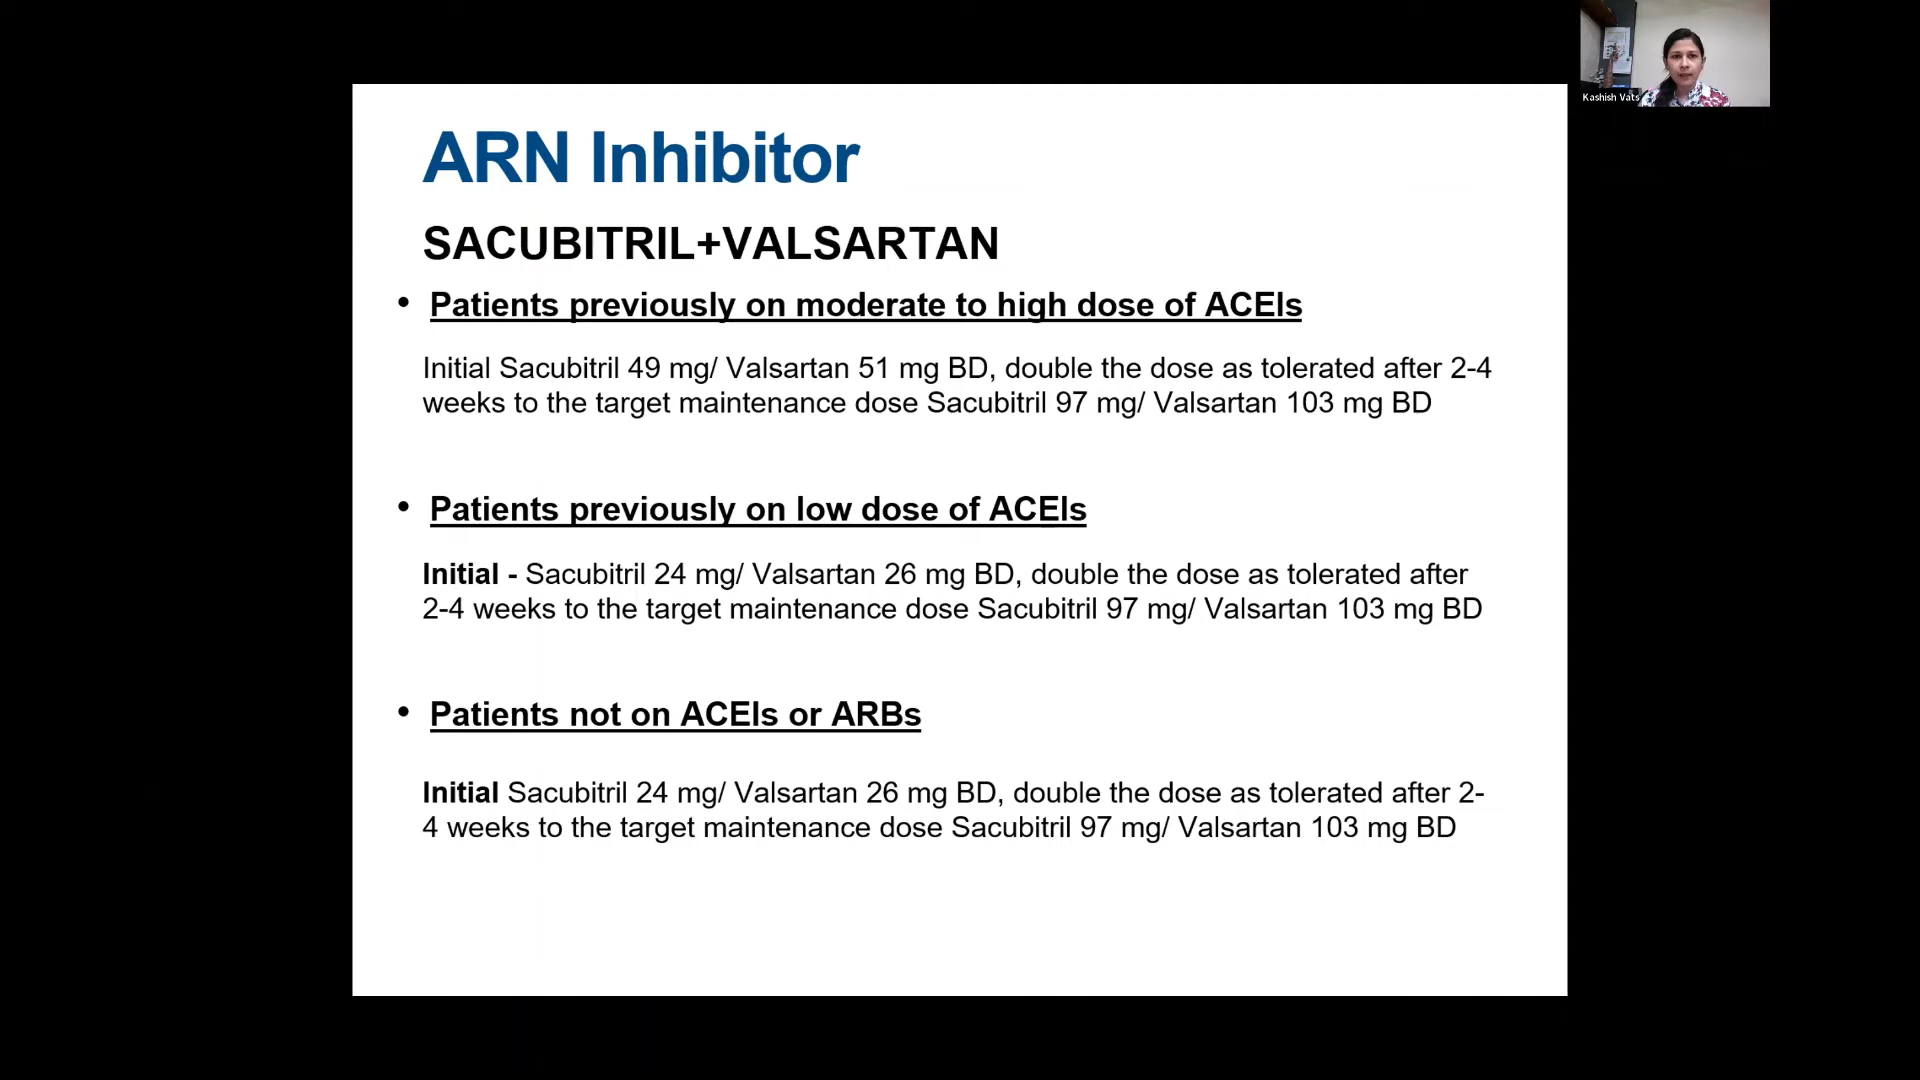 Kashish Vats
ARN Inhibitor
SACUBITRIL+VALSARTAN
• Patients previously on moderate to high dose of ACEIs
Initial Sacubitril 49 mg/ Valsartan 51 mg BD, double the dose as tolerated after 2-4
weeks to the target maintenance dose Sacubitril 97 mg/ Valsartan 103 mg BD
• Patients previously on low dose of ACEIs
Initial - Sacubitril 24 mg/ Valsartan 26 mg BD, double the dose as tolerated after
2-4 weeks to the target maintenance dose Sacubitril 97 mg/ Valsartan 103 mg BD
• Patients not on ACEIs or ARBs
Initial Sacubitril 24 mg/ Valsartan 26 mg BD, double the dose as tolerated after 2-
4 weeks to the target maintenance dose Sacubitril 97 mg/ Valsartan 103 mg BD